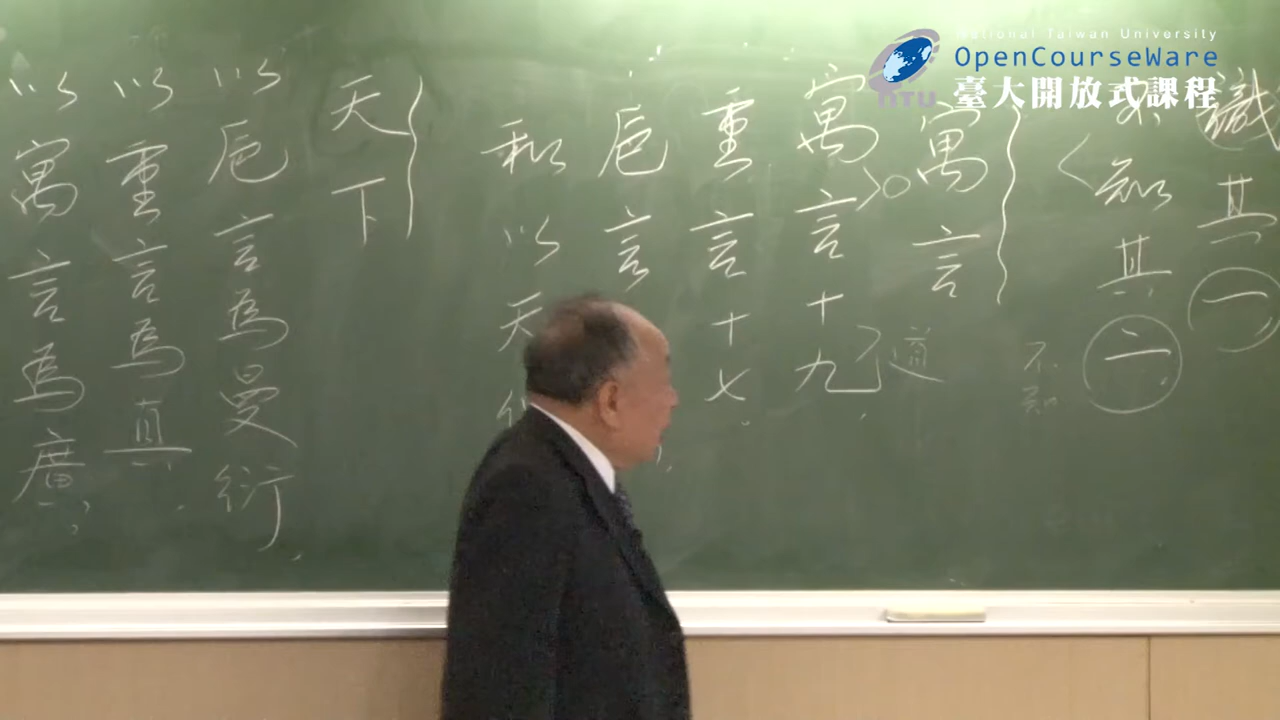 National Taiwan University
OpenCourseWare
臺大開放式課程
NTU
識其一
不知其二
不知
寓言
道
寓言十九,
重言十七,
卮言
和以天
天下
以卮言為曼衍,
以重言為真,
以寓言為廣,